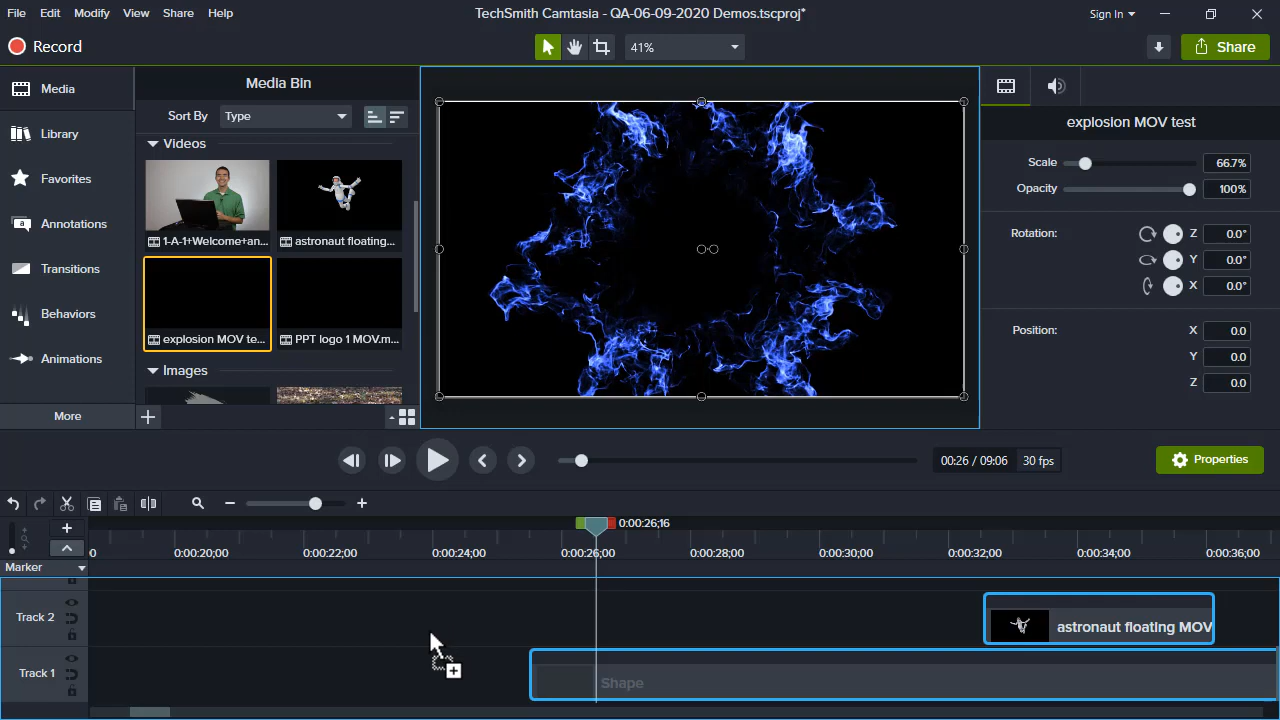 File Edit Modify View Share Help
TechSmith Camtasia - QA-06-09-2020 Demos.tscproj*
Sign In
Record
41%
Share
Media
Library
Favorites
Annotations
Transitions
Behaviors
Animations
More
Media Bin
Sort By Type
Videos
1-A-1+Welcome+an... astronaut floating...
explosion MOV te... PPT logo 1 MOV.m...
Images
explosion MOV test
Scale 66.7%
Opacity 100%
Rotation: Z 0.0°
Y 0.0°
X 0.0°
Position: X 0.0
Y 0.0
Z 0.0
00:26 / 09:06 30 fps
Properties
0:00:26;16
0 0:00:20;00 0:00:22;00 0:00:24;00 0:00:26;00 0:00:28;00 0:00:30;00 0:00:32;00 0:00:34;00 0:00:36;00
Marker
Track 2
astronaut floating MOV
Track 1
Shape